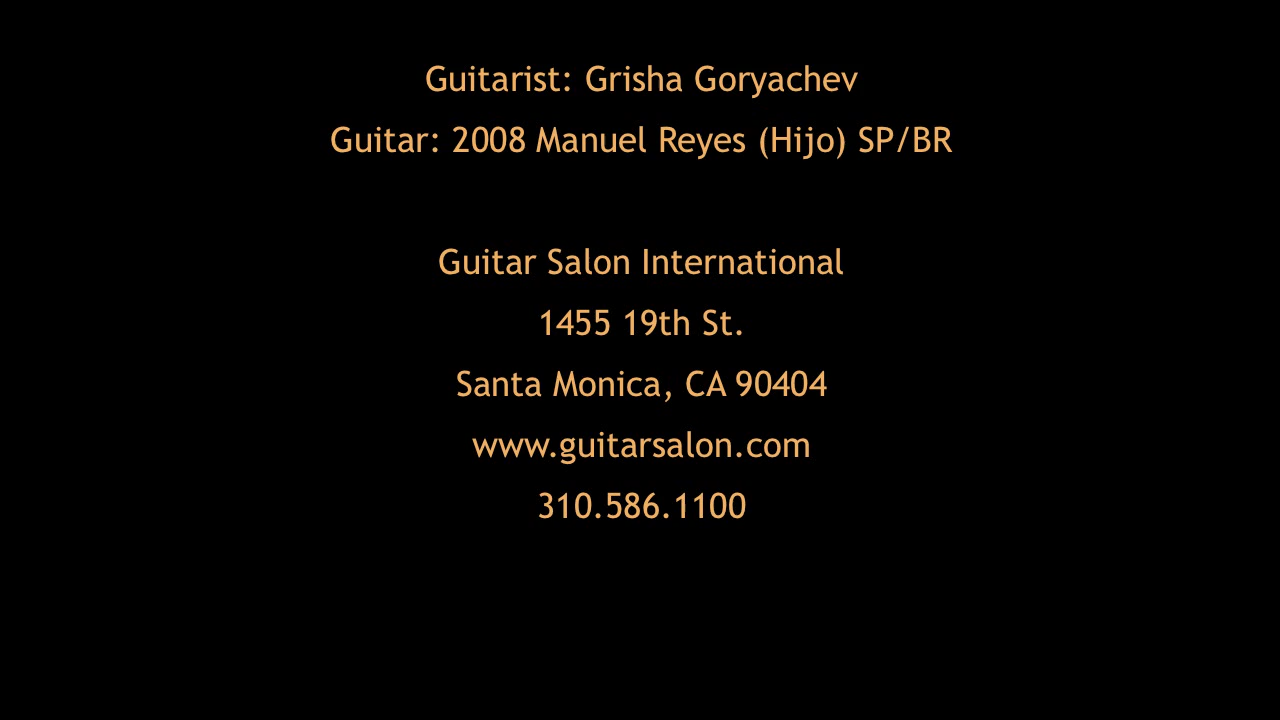 Guitarist: Grisha Goryachev
Guitar: 2008 Manuel Reyes (Hijo) SP/BR
Guitar Salon International
1455 19th St.
Santa Monica, CA 90404
www.guitarsalon.com
310.586.1100